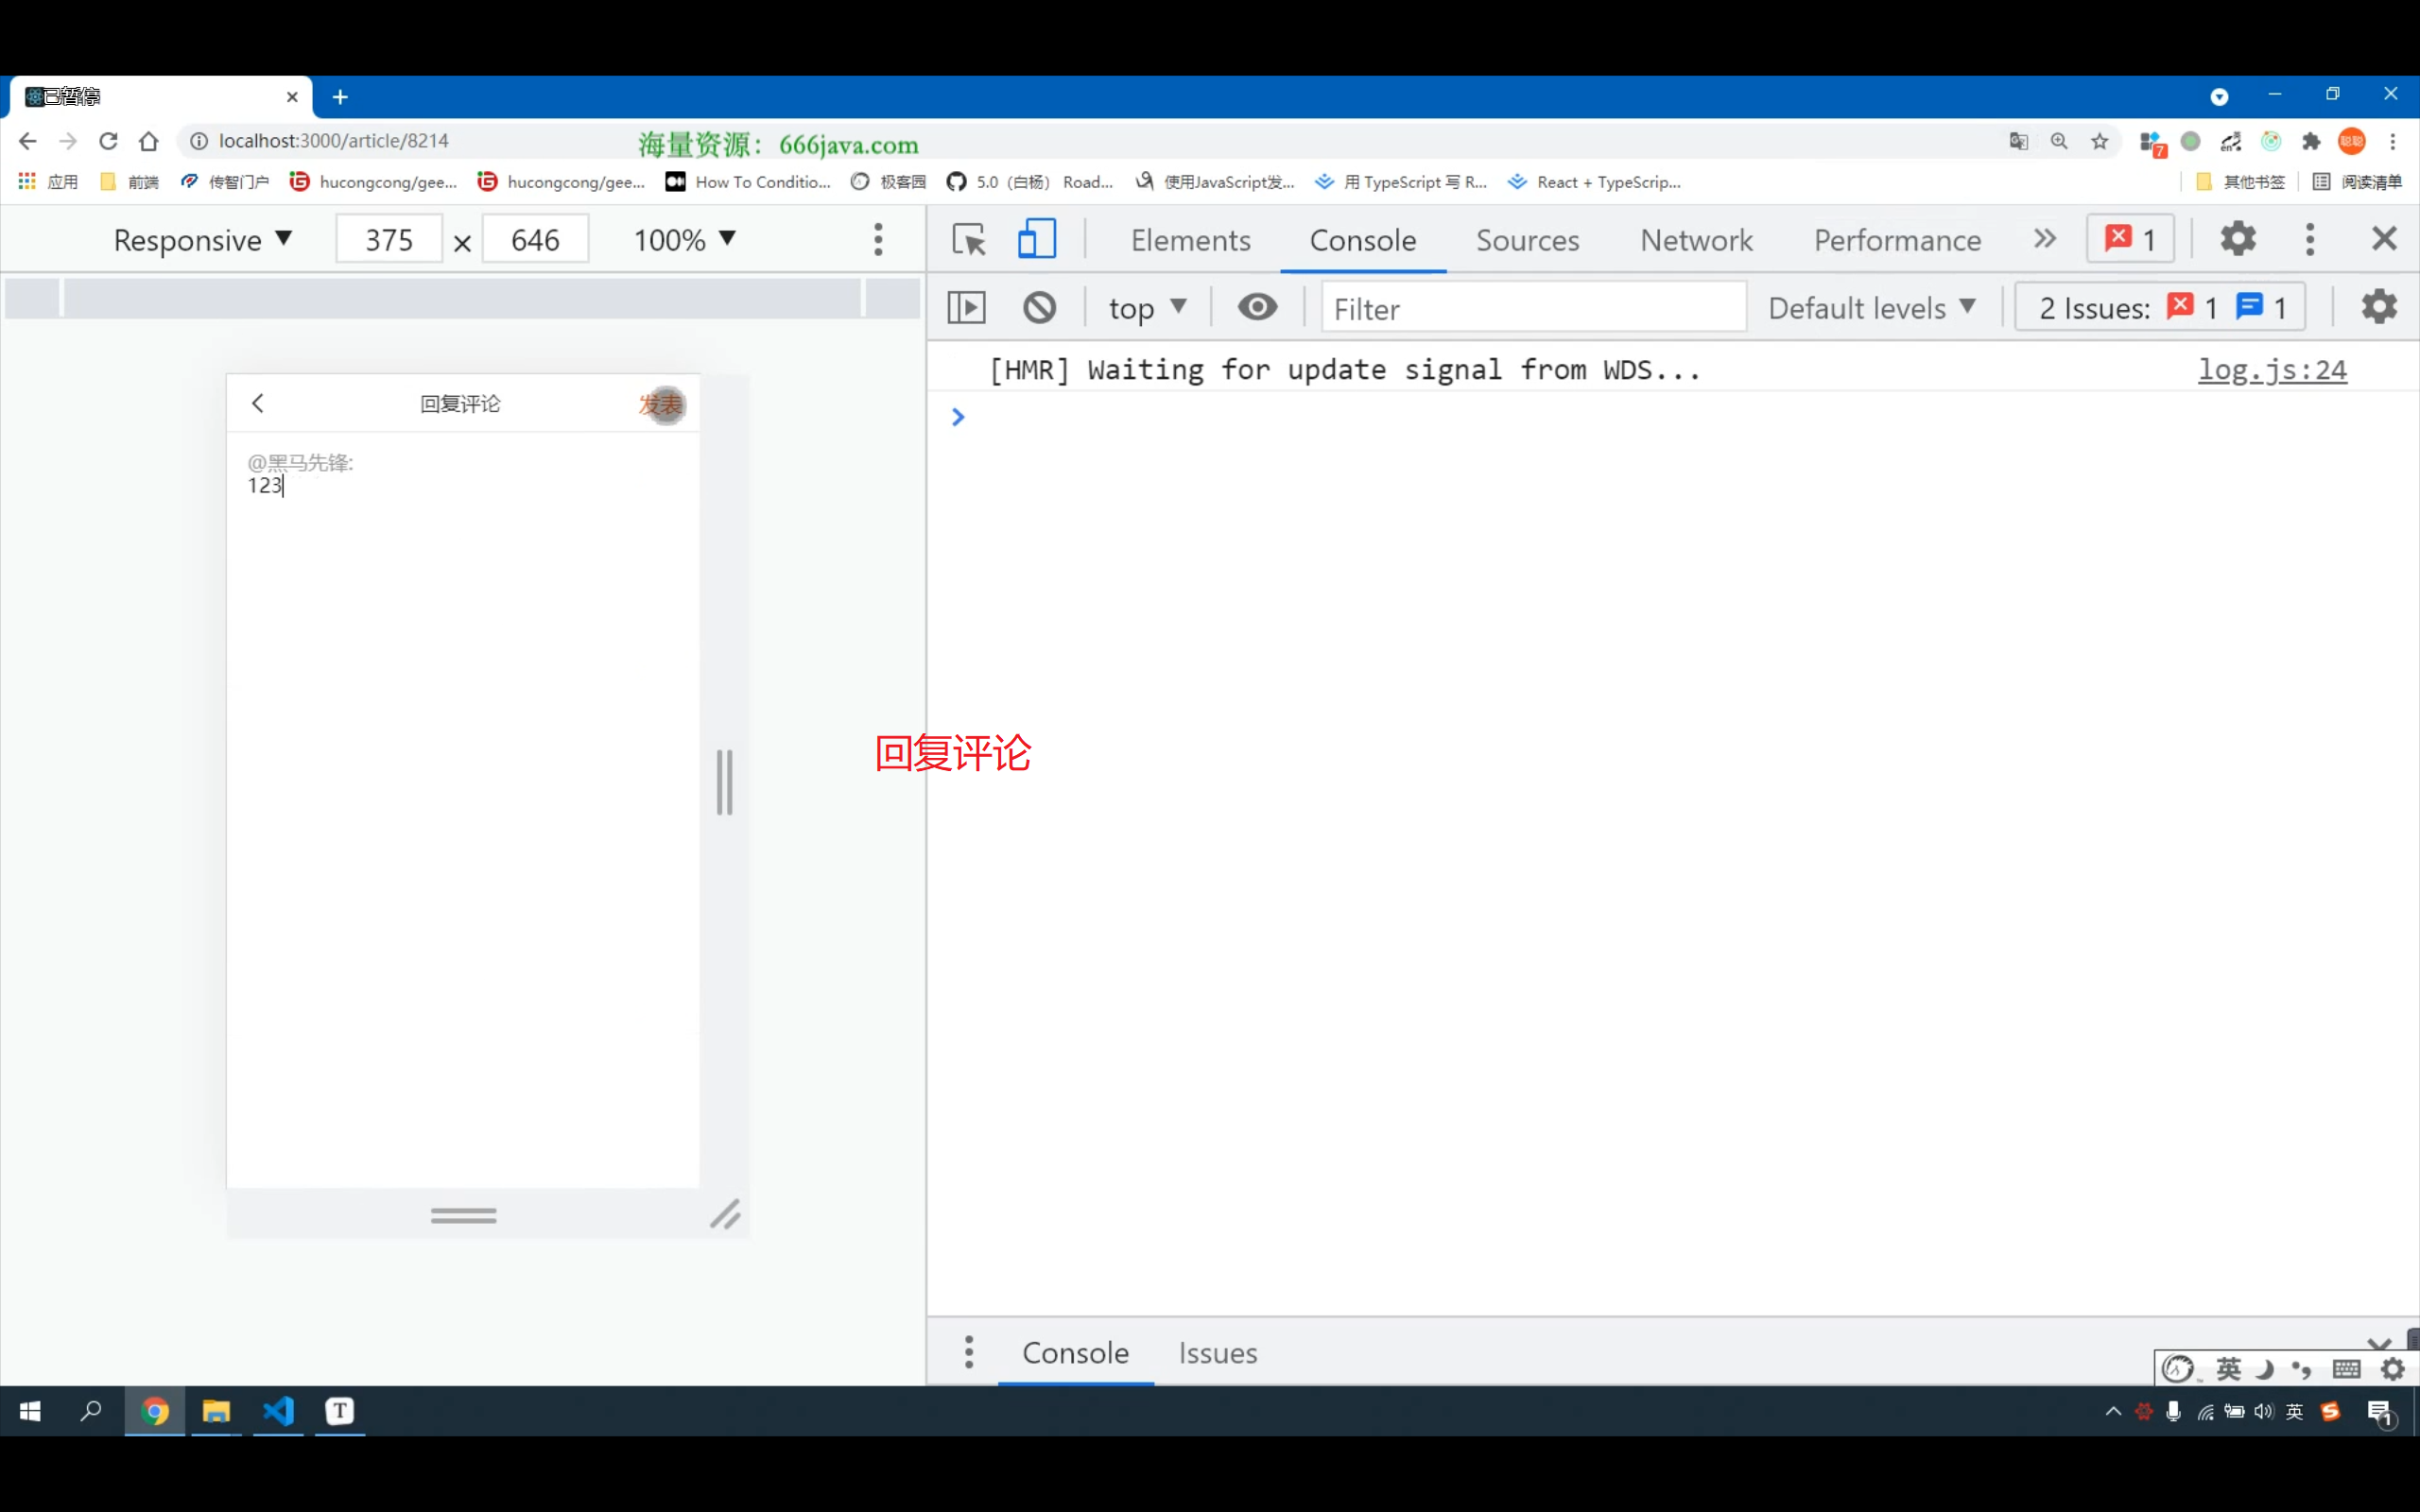 已暂停
localhost:3000/article/8214
海量资源：666java.com
7
聪聪
应用
前端
传智门户
hucongcong/gee...
hucongcong/gee...
How To Conditio...
极客园
5.0（白杨） Road...
使用JavaScript发...
用 TypeScript 写 R...
React + TypeScrip...
其他书签
阅读清单
Responsive
375 × 646
100%
Elements
Console
Sources
Network
Performance
1
top
Filter
Default levels
2 Issues: 1 1
[HMR] Waiting for update signal from WDS...
log.js:24
回复评论
发表
@黑马先锋:
123
回复评论
Console
Issues
英
T
英
1